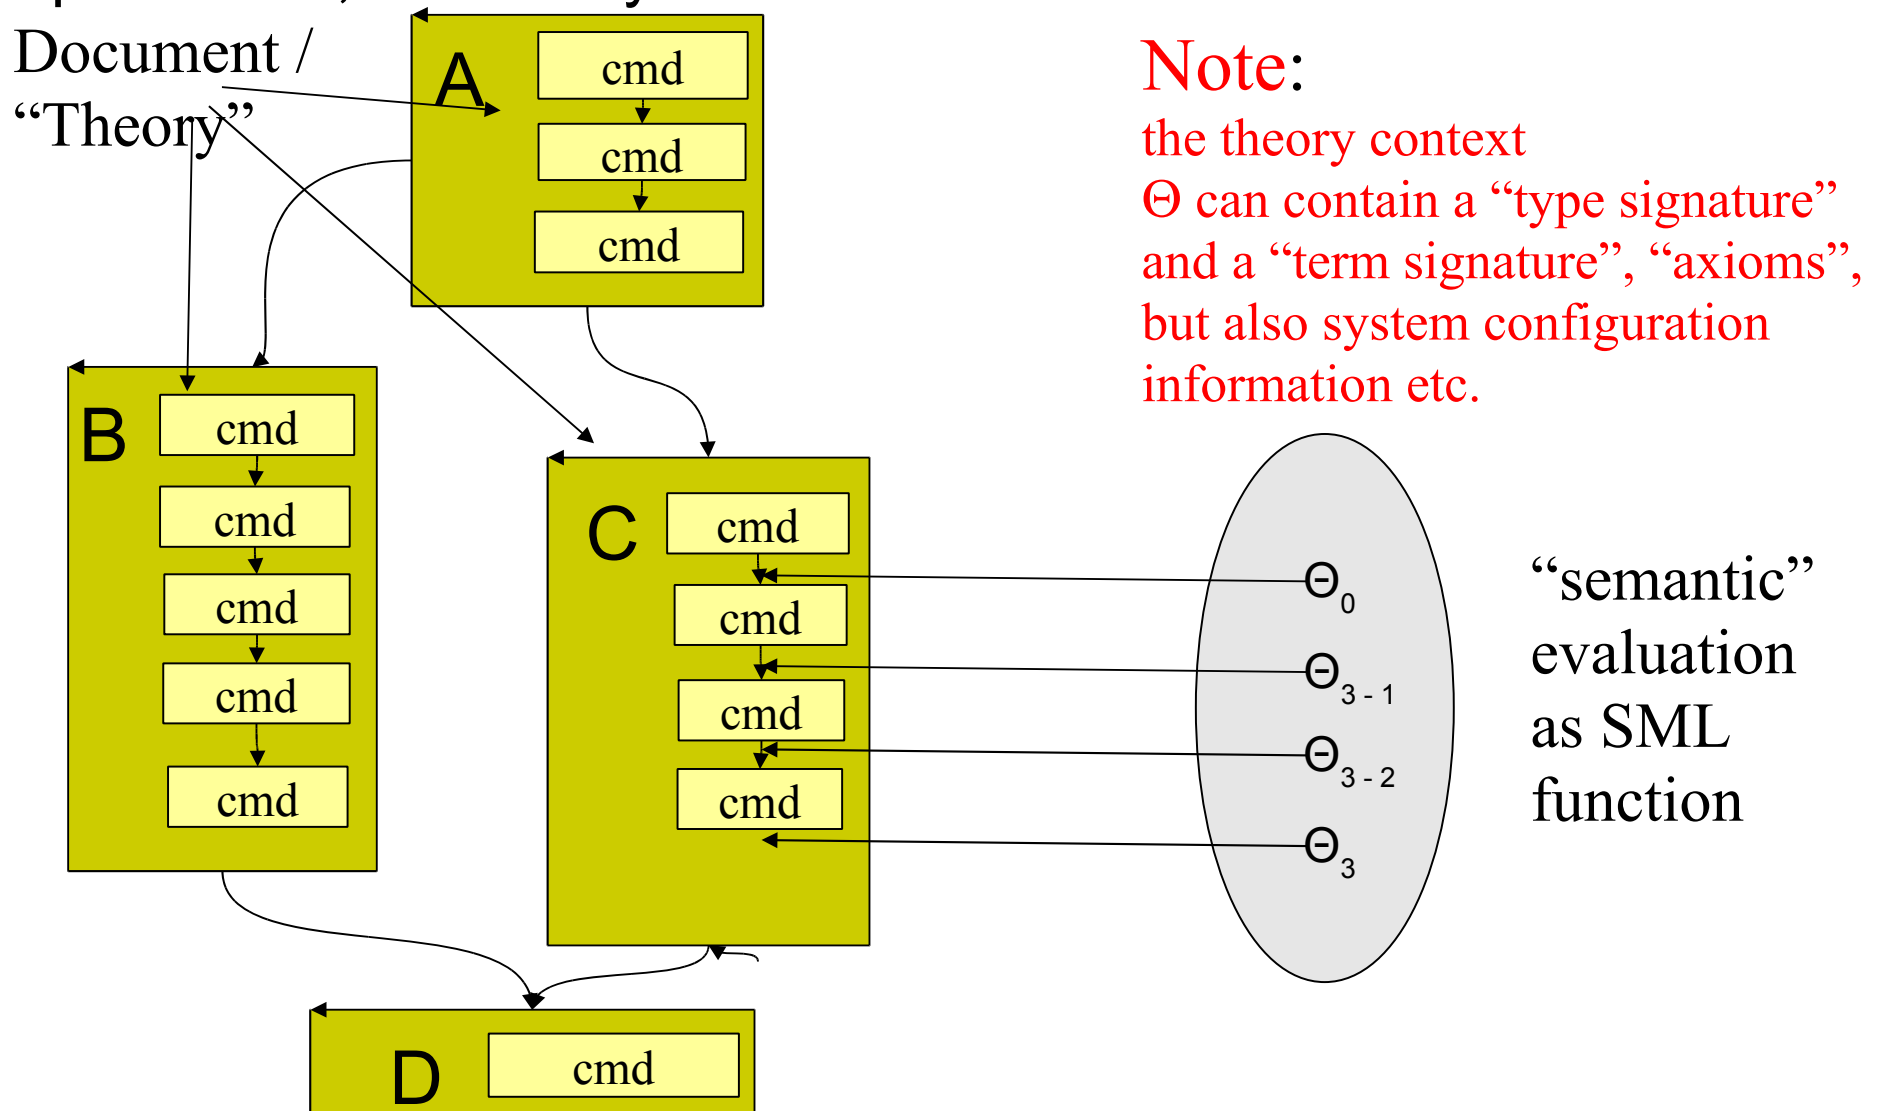 Document /
“Theory”
A
cmd
cmd
cmd
Note:
the theory context
Θ can contain a “type signature”
and a “term signature”, “axioms”,
but also system configuration
information etc.
B
cmd
cmd
cmd
cmd
cmd
C
cmd
cmd
cmd
cmd
Θ0
Θ3 - 1
Θ3 - 2
Θ3
“semantic”
evaluation
as SML
function
D
cmd